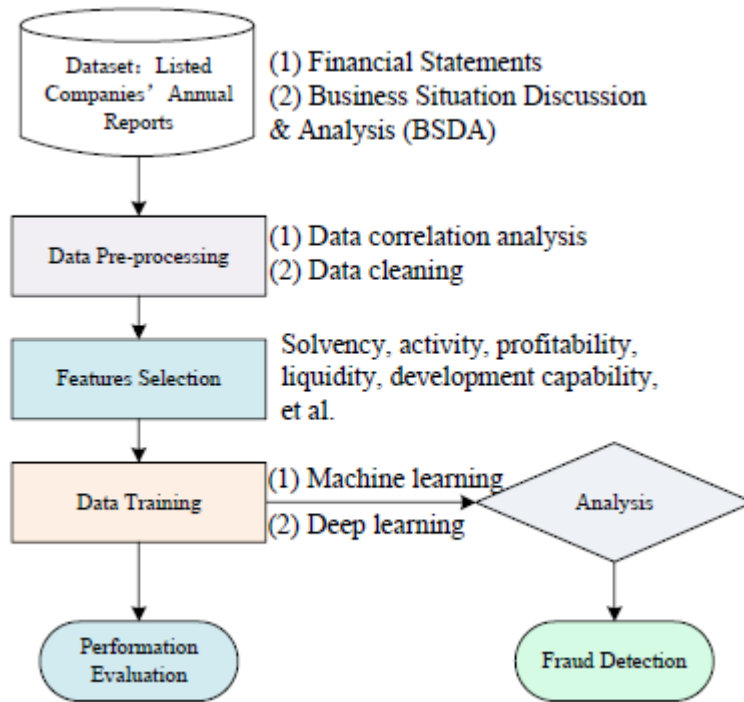 Dataset: Listed
Companies' Annual
Reports
(1) Financial Statements
(2) Business Situation Discussion
& Analysis (BSDA)
Data Pre-processing
(1) Data correlation analysis
(2) Data cleaning
Features Selection
Solvency, activity, profitability,
liquidity, development capability,
et al.
Data Training
(1) Machine learning
(2) Deep learning
Analysis
Performation
Evaluation
Fraud Detection